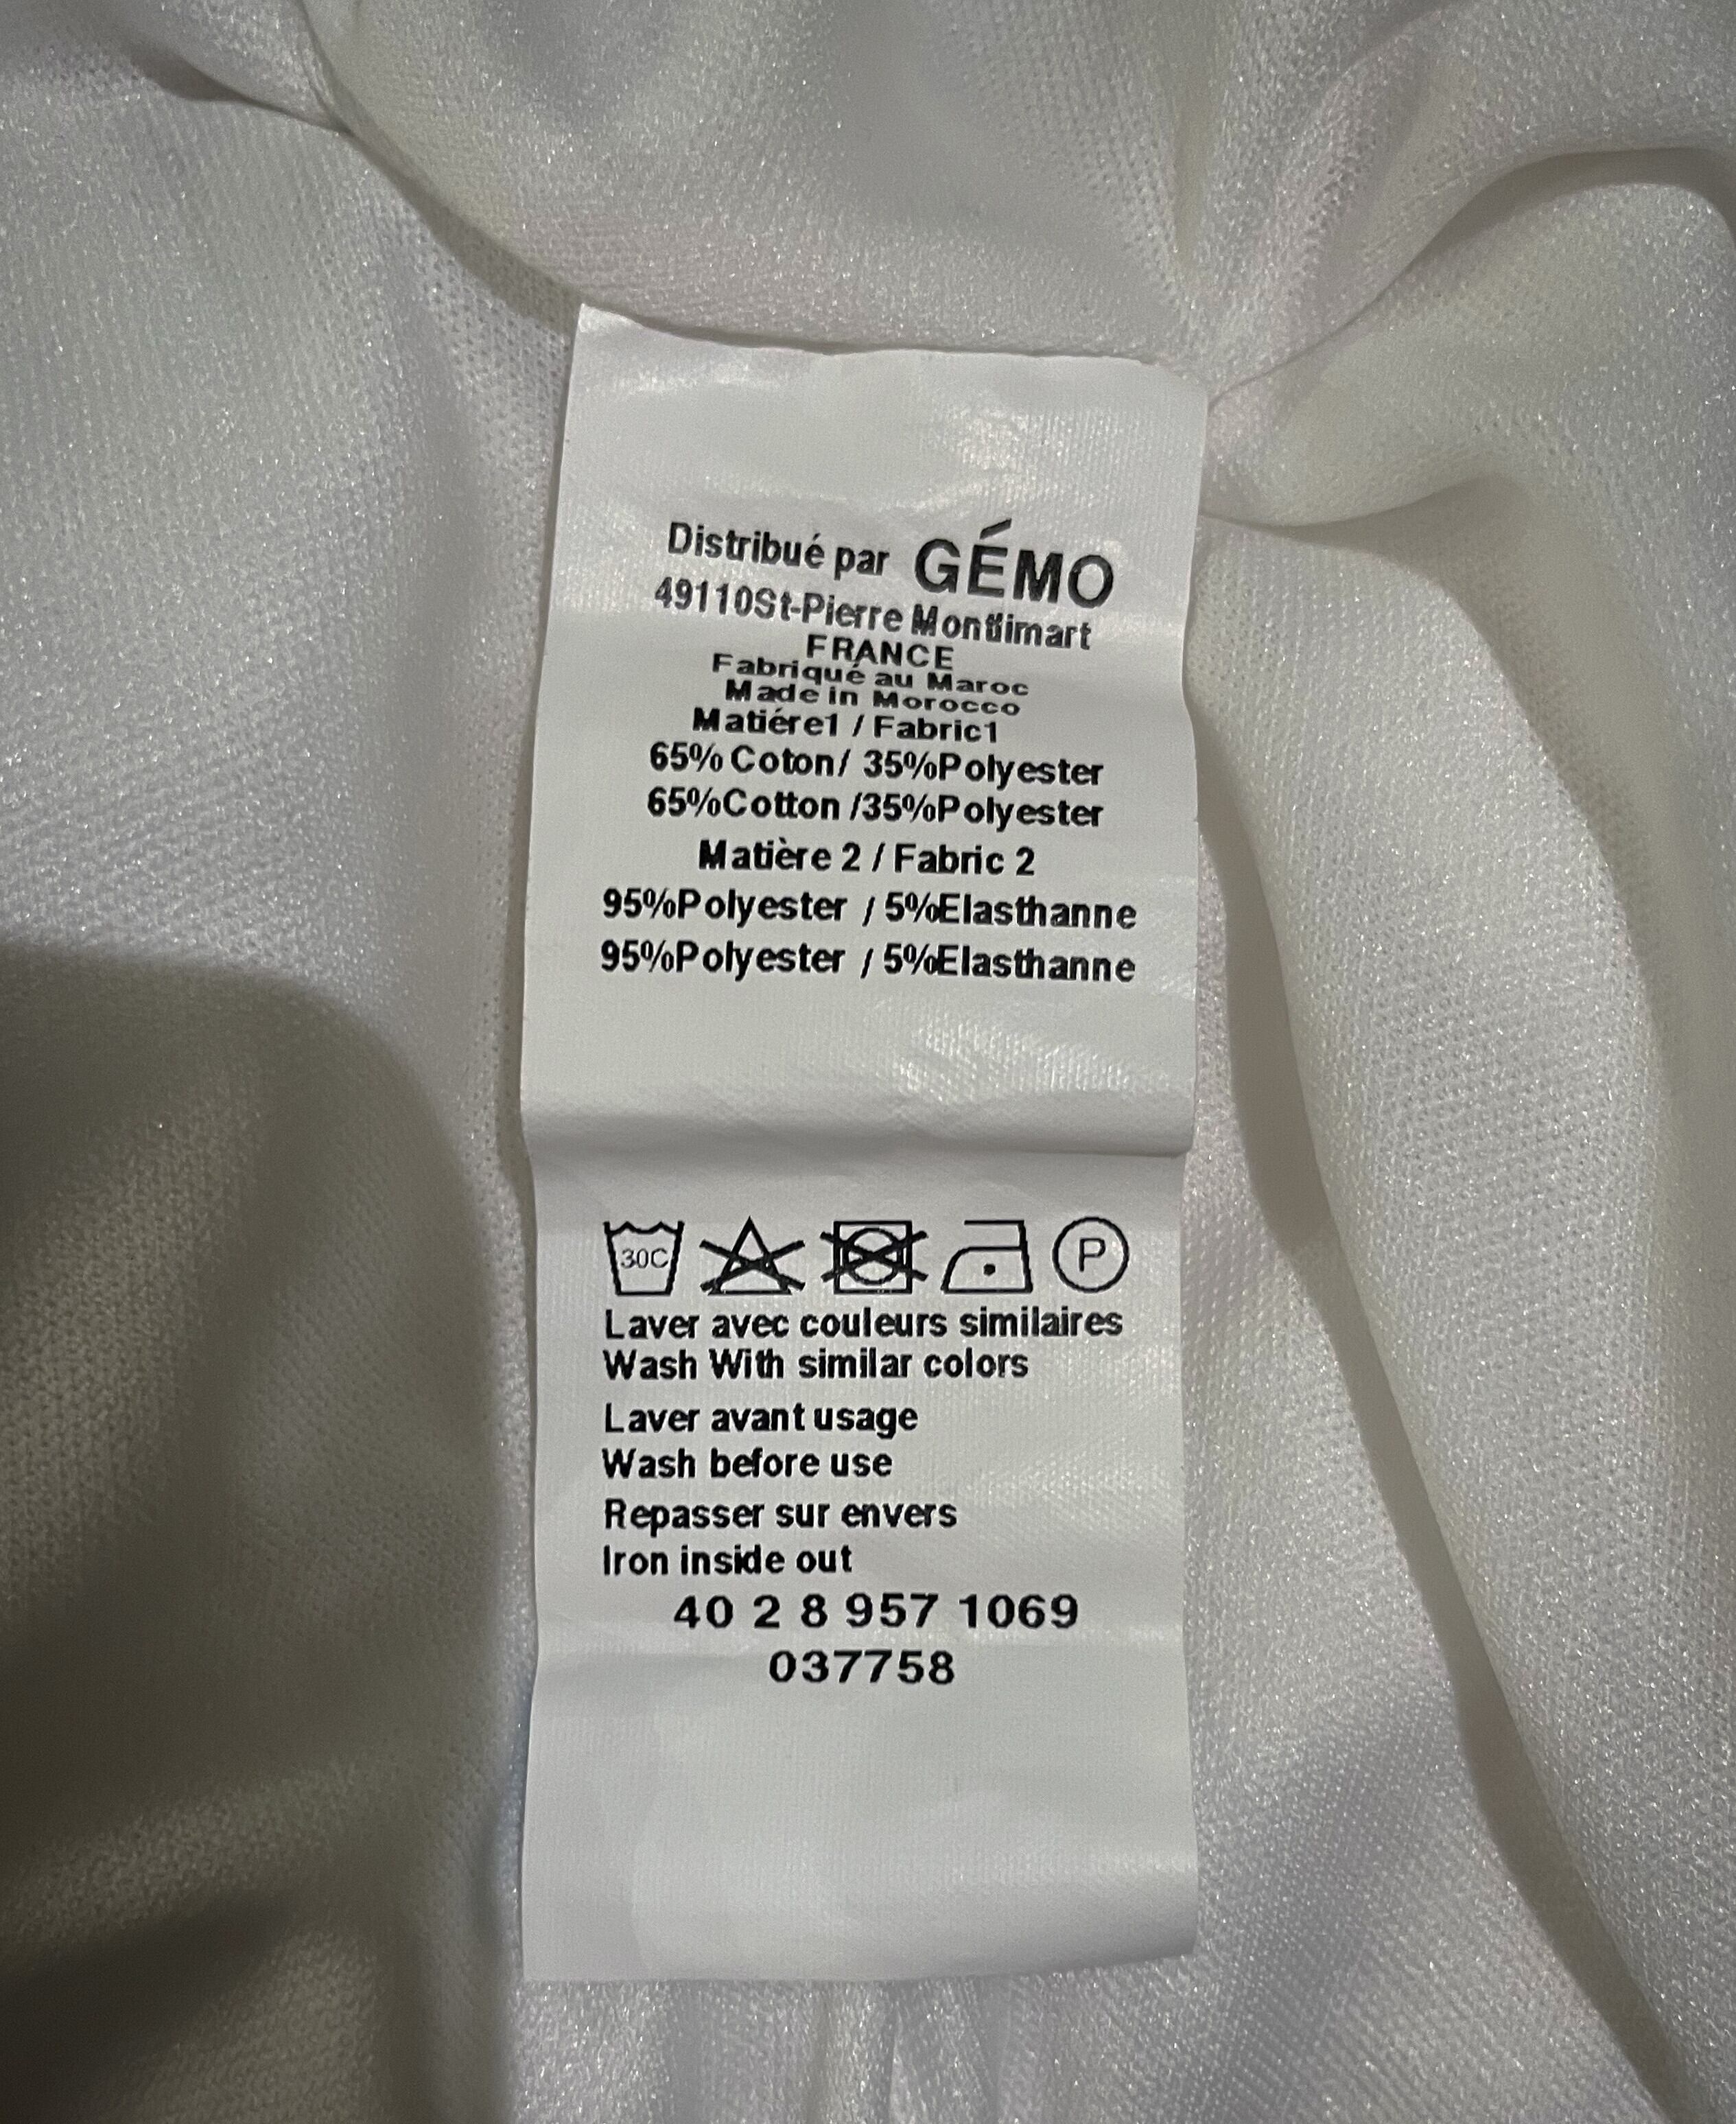 Distribué par GÉMO
49110St-Pierre Montlimart
FRANCE
Fabriqué au Maroc
Made in Morocco
Matiére1 / Fabric1
65% Coton/ 35%Polyester
65%Cotton /35%Polyester
Matière 2 / Fabric 2
95%Polyester / 5%Elasthanne
95%Polyester / 5%Elasthanne
30C P
Laver avec couleurs similaires
Wash With similar colors
Laver avant usage
Wash before use
Repasser sur envers
Iron inside out
40 2 8 957 1069
037758